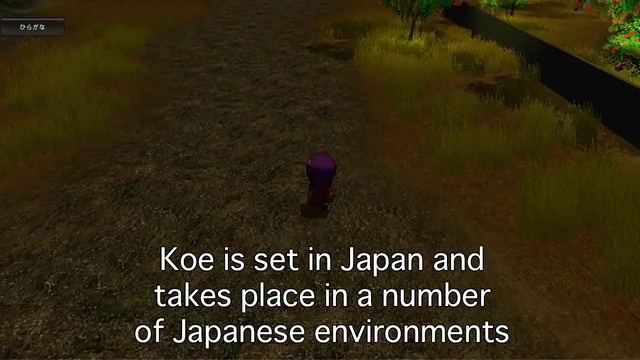 ひらがな
Koe is set in Japan and
takes place in a number
of Japanese environments